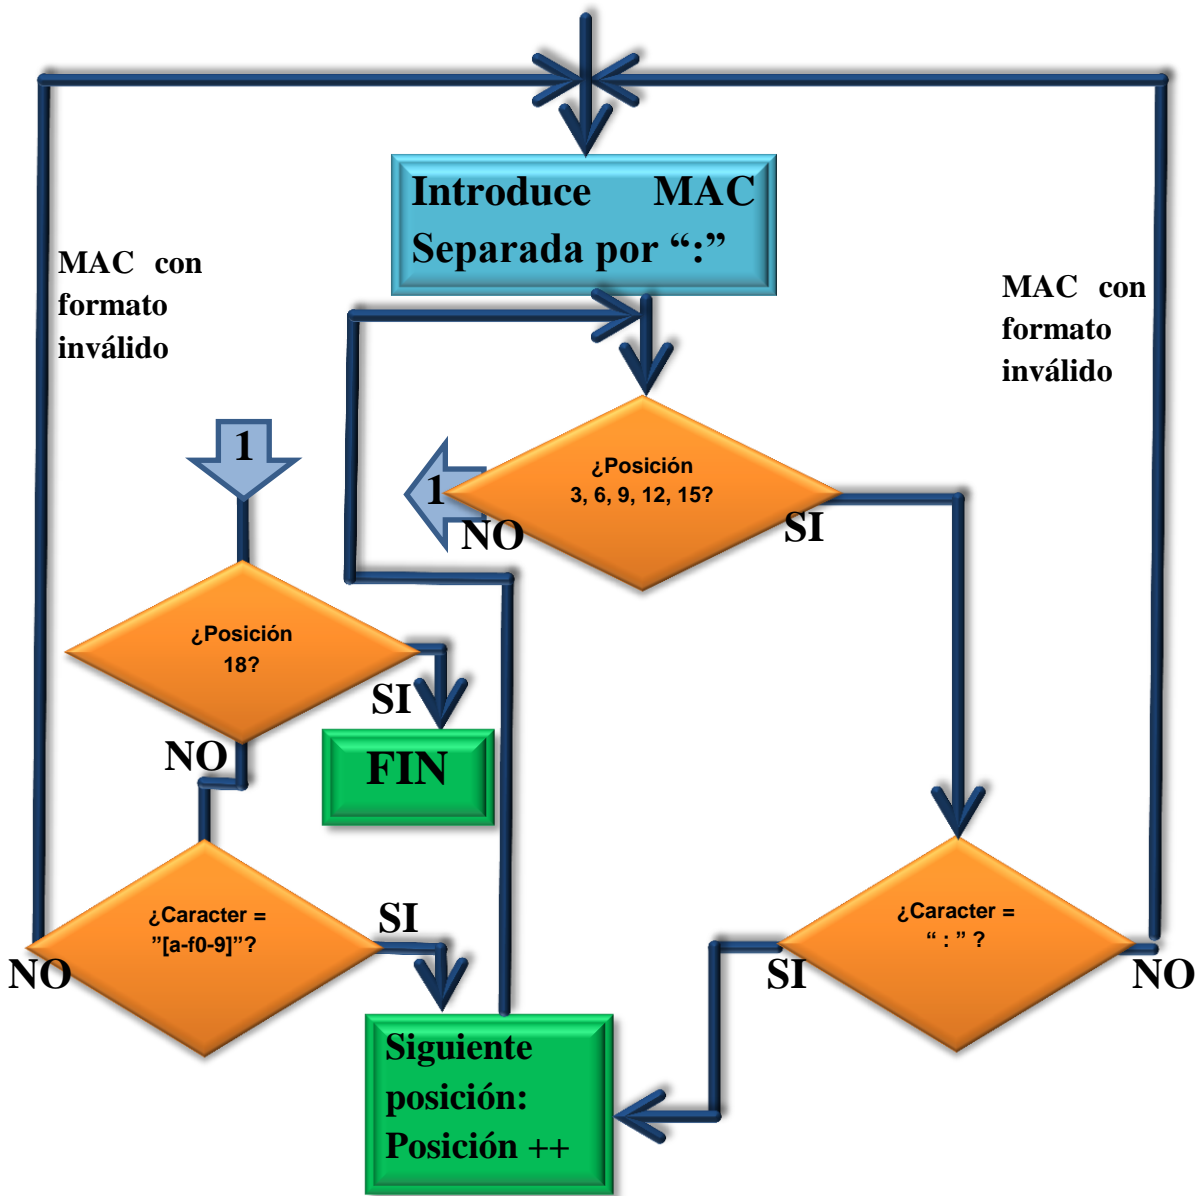 Introduce MAC
Separada por “:”
MAC con
formato
inválido
MAC con
formato
inválido
1
¿Posición
3, 6, 9, 12, 15?
1
NO
SI
¿Posición
18?
SI
NO
FIN
¿Caracter =
”[a-f0-9]”?
SI
NO
¿Caracter =
“ : ” ?
SI
NO
Siguiente
posición:
Posición ++